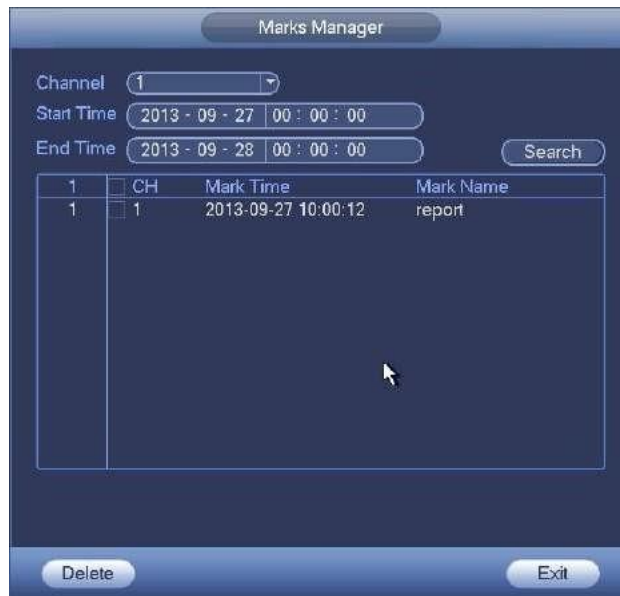 Marks Manager
Channel 1
Start Time 2013 - 09 - 27 00 : 00 : 00
End Time 2013 - 09 - 28 00 : 00 : 00 Search
1 CH Mark Time Mark Name
1 1 2013-09-27 10:00:12 report
Delete Exit